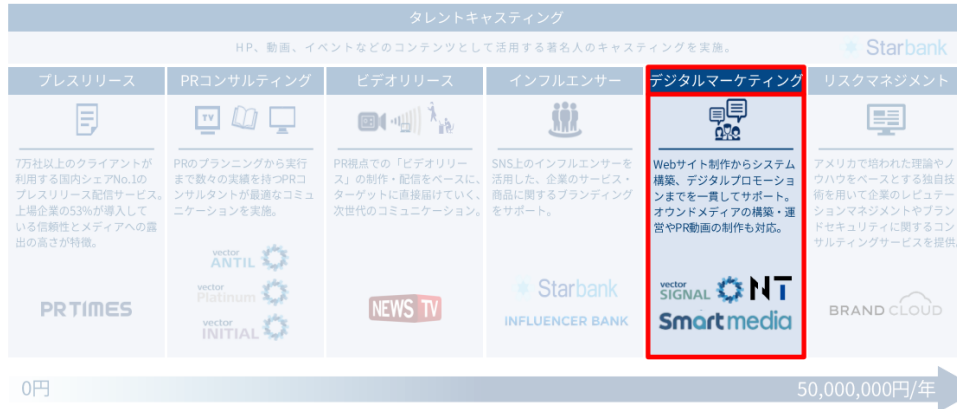 タレントキャスティング
HP、動画、イベントなどのコンテンツとして活用する著名人のキャスティングを実施。
Starbank
プレスリリース
7万社以上のクライアントが
利用する国内シェアNo.1の
プレスリリース配信サービス。
上場企業の53%が導入して
いる信頼性とメディアへの露
出の高さが特徴。
PR TIMES
PRコンサルティング
TV
PRのプランニングから実行
まで数々の実績を持つPRコ
ンサルタントが最適なコミュ
ニケーションを実施。
vector
ANTIL
vector
Platinum
vector
INITIAL
ビデオリリース
PR視点での「ビデオリリー
ス」の制作・配信をベースに、
ターゲットに直接届けていく、
次世代のコミュニケーション。
NEWS TV
インフルエンサー
SNS上のインフルエンサーを
活用した、企業のサービス・
商品に関するブランディング
をサポート。
Starbank
INFLUENCER BANK
デジタルマーケティング
Webサイト制作からシステム
構築、デジタルプロモーショ
ンまでを一貫してサポート。
オウンドメディアの構築・運
営やPR動画の制作も対応。
vector
SIGNAL
NT
Smart media
リスクマネジメント
アメリカで培われた理論やノ
ウハウをベースとする独自技
術を用いて企業のレピュテー
ションマネジメントやブラン
ドセキュリティに関するコン
サルティングサービスを提供。
BRAND CLOUD
0円
50,000,000円/年